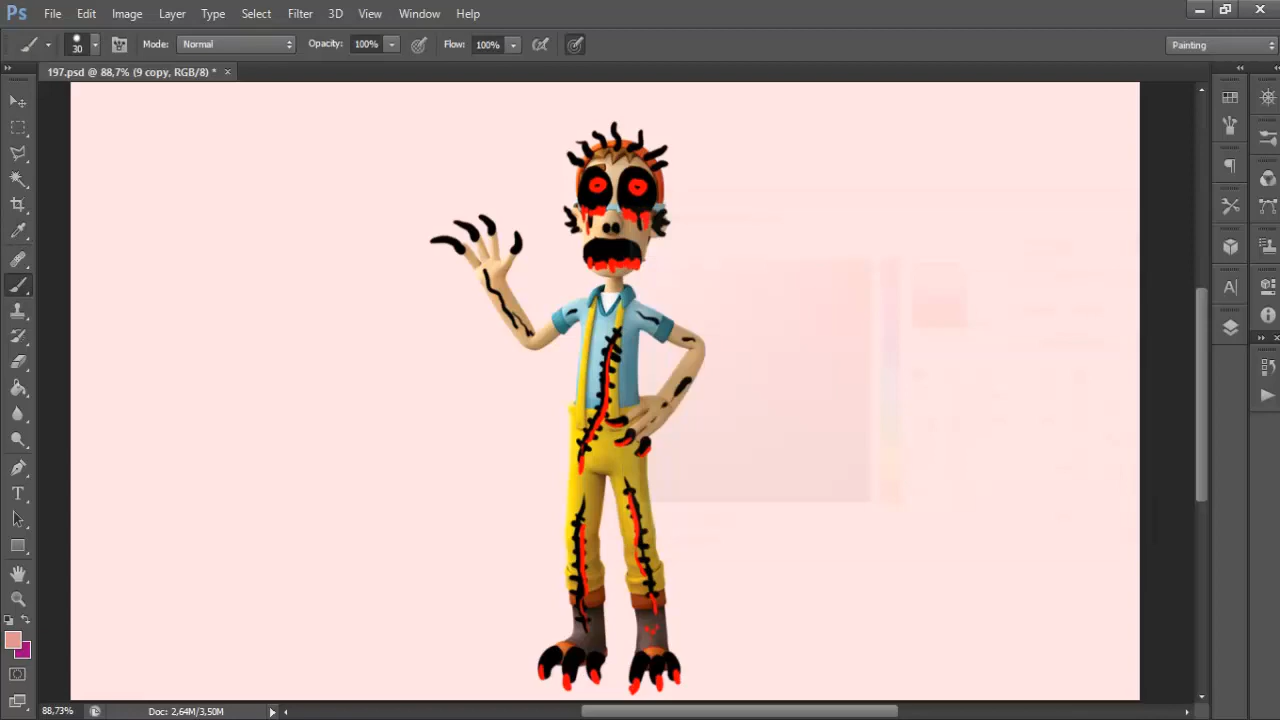 Ps File Edit Image Layer Type Select Filter 3D View Window Help
30 Mode: Normal Opacity: 100% Flow: 100% Painting
197.psd @ 88,7% (9 copy, RGB/8) * ×
88,73% Doc: 2,64M/3,50M